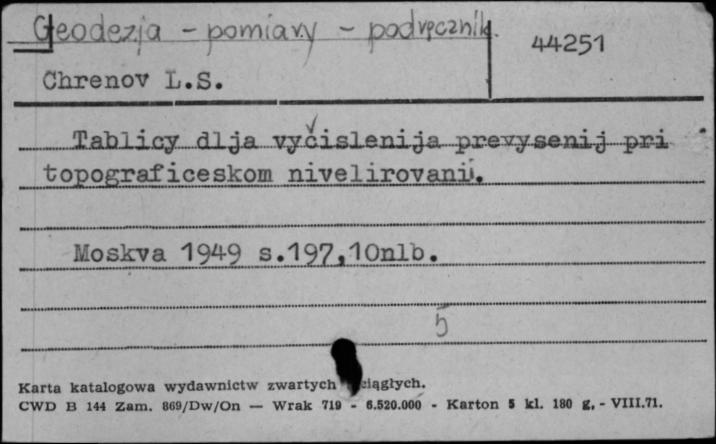 Geodezja - pomiary - podręcznik.
44251
Chrenov L.S.
Tablicy dlja vyčislenija prevysenij pri
topograficeskom nivelirovanii.
Moskva 1949 s.197,10nlb.
5
Karta katalogowa wydawnictw zwartych ciągłych.
CWD B 144 Zam. 869/Dw/On — Wrak 719 - 6.520.000 - Karton 5 kl. 180 g. - VIII.71.